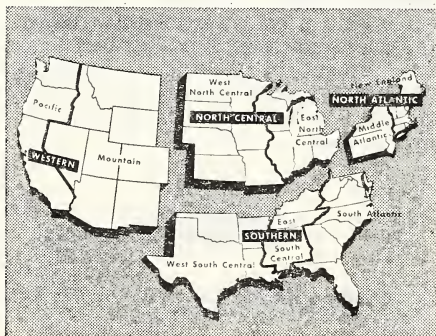 New England
NORTH ATLANTIC
Middle
Atlantic
West
North Central
NORTH CENTRAL
East
North
Central
Pacific
WESTERN
Mountain
East
SOUTHERN
South
Central
South Atlantic
West South Central